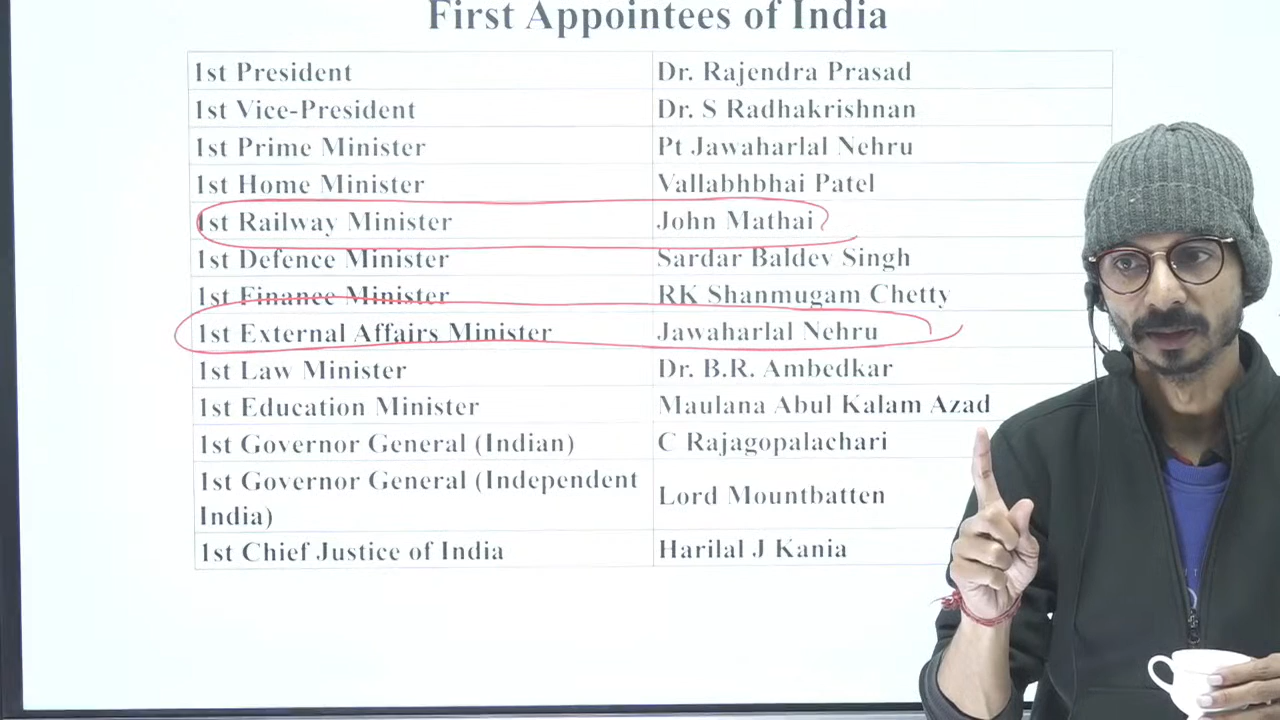 First Appointees of India
1st President Dr. Rajendra Prasad
1st Vice-President Dr. S Radhakrishnan
1st Prime Minister Pt Jawaharlal Nehru
1st Home Minister Vallabhbhai Patel
1st Railway Minister John Mathai
1st Defence Minister Sardar Baldev Singh
1st Finance Minister RK Shanmugam Chetty
1st External Affairs Minister Jawaharlal Nehru
1st Law Minister Dr. B.R. Ambedkar
1st Education Minister Maulana Abul Kalam Azad
1st Governor General (Indian) C Rajagopalachari
1st Governor General (Independent
India) Lord Mountbatten
1st Chief Justice of India Harilal J Kania